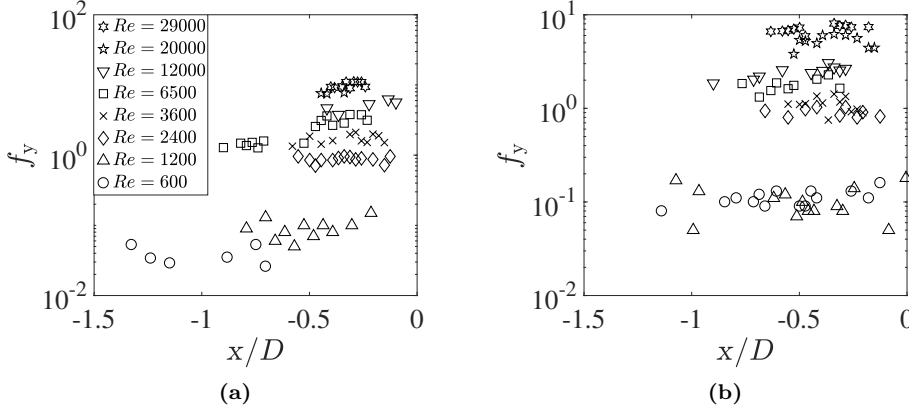 10^2
10^0
10^-2
f_y
Re = 29000
Re = 20000
Re = 12000
Re = 6500
Re = 3600
Re = 2400
Re = 1200
Re = 600
-1.5
-1
-0.5
0
x/D
(a)
10^1
10^0
10^-1
10^-2
f_y
-1.5
-1
-0.5
0
x/D
(b)